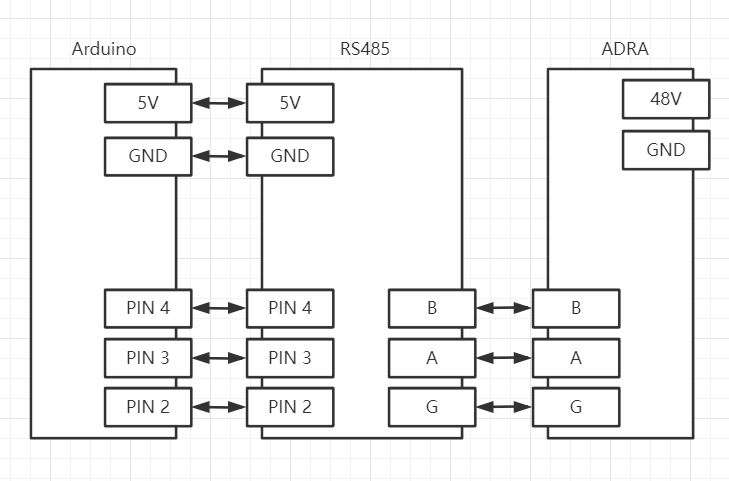 Arduino RS485 ADRA
5V 5V 48V
GND GND GND
PIN 4 PIN 4 B B
PIN 3 PIN 3 A A
PIN 2 PIN 2 G G